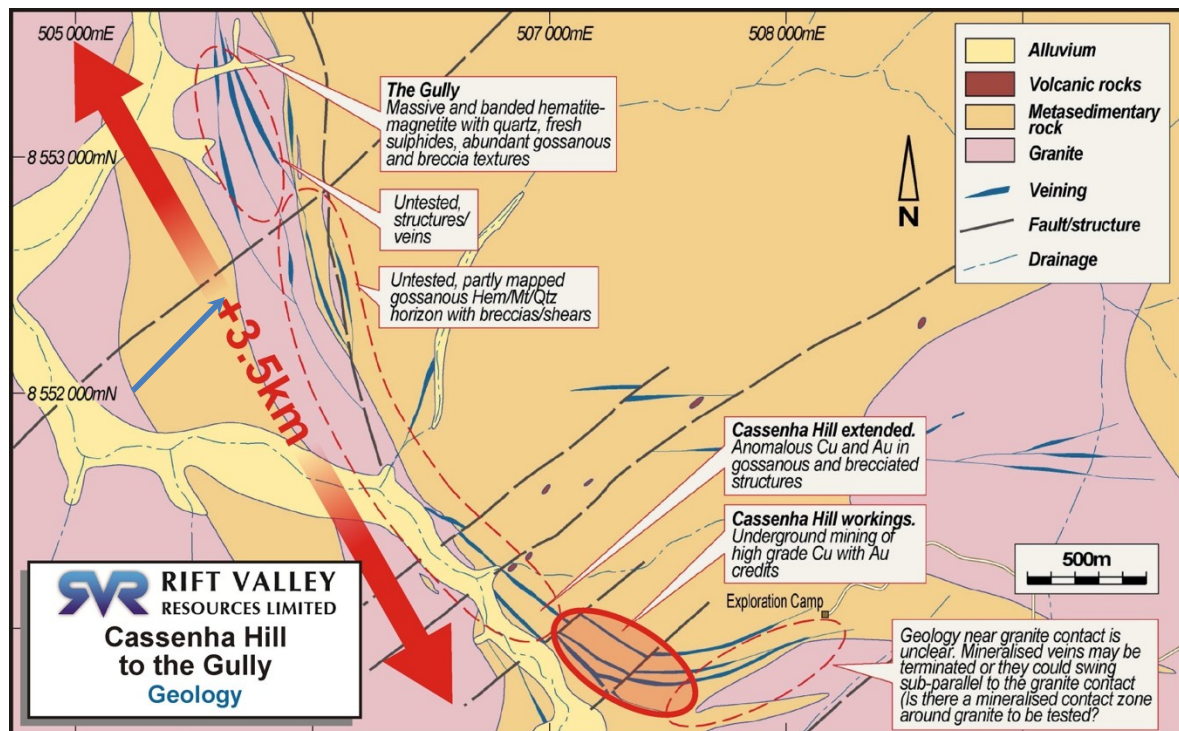 505 000mE
507 000mE
508 000mE
Alluvium
Volcanic rocks
Metasedimentary
rock
Granite
Veining
Fault/structure
Drainage
The Gully
Massive and banded hematite-
magnetite with quartz, fresh
sulphides, abundant gossanous
and breccia textures
8 553 000mN
N
Untested,
structures/
veins
Untested, partly mapped
gossanous Hem/Mt/Qtz
horizon with breccias/shears
+3.5km
8 552 000mN
Cassenha Hill extended.
Anomalous Cu and Au in
gossanous and brecciated
structures
Cassenha Hill workings.
Underground mining of
high grade Cu with Au
credits
500m
Exploration Camp
SVR RIFT VALLEY
RESOURCES LIMITED
Cassenha Hill
to the Gully
Geology
Geology near granite contact is
unclear. Mineralised veins may be
terminated or they could swing
sub-parallel to the granite contact
(Is there a mineralised contact zone
around granite to be tested?